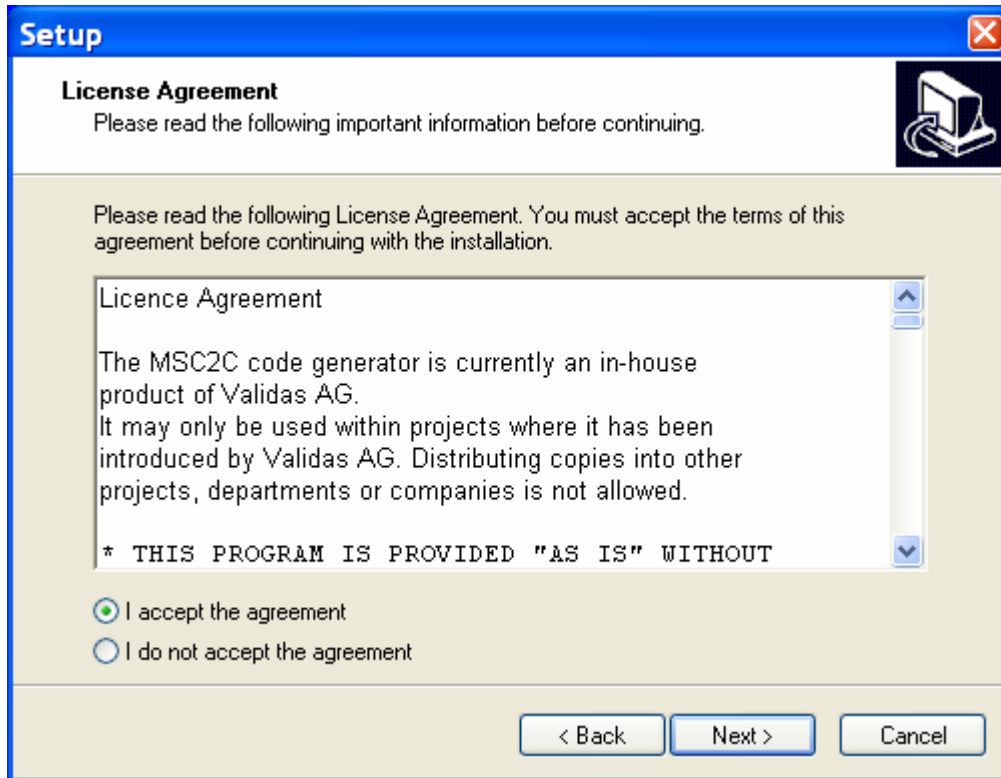 Setup
License Agreement
Please read the following important information before continuing.
Please read the following License Agreement. You must accept the terms of this
agreement before continuing with the installation.
Licence Agreement
The MSC2C code generator is currently an in-house
product of Validas AG.
It may only be used within projects where it has been
introduced by Validas AG. Distributing copies into other
projects, departments or companies is not allowed.
* THIS PROGRAM IS PROVIDED "AS IS" WITHOUT
I accept the agreement
I do not accept the agreement
< Back Next > Cancel